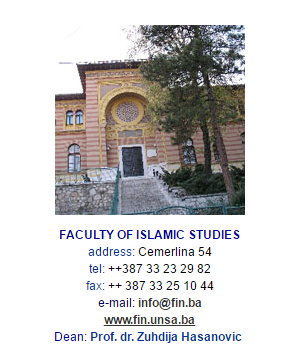 FACULTY OF ISLAMIC STUDIES
address: Cemerlina 54
tel: ++387 33 23 29 82
fax: ++ 387 33 25 10 44
e-mail: info@fin.ba
www.fin.unsa.ba
Dean: Prof. dr. Zuhdija Hasanovic